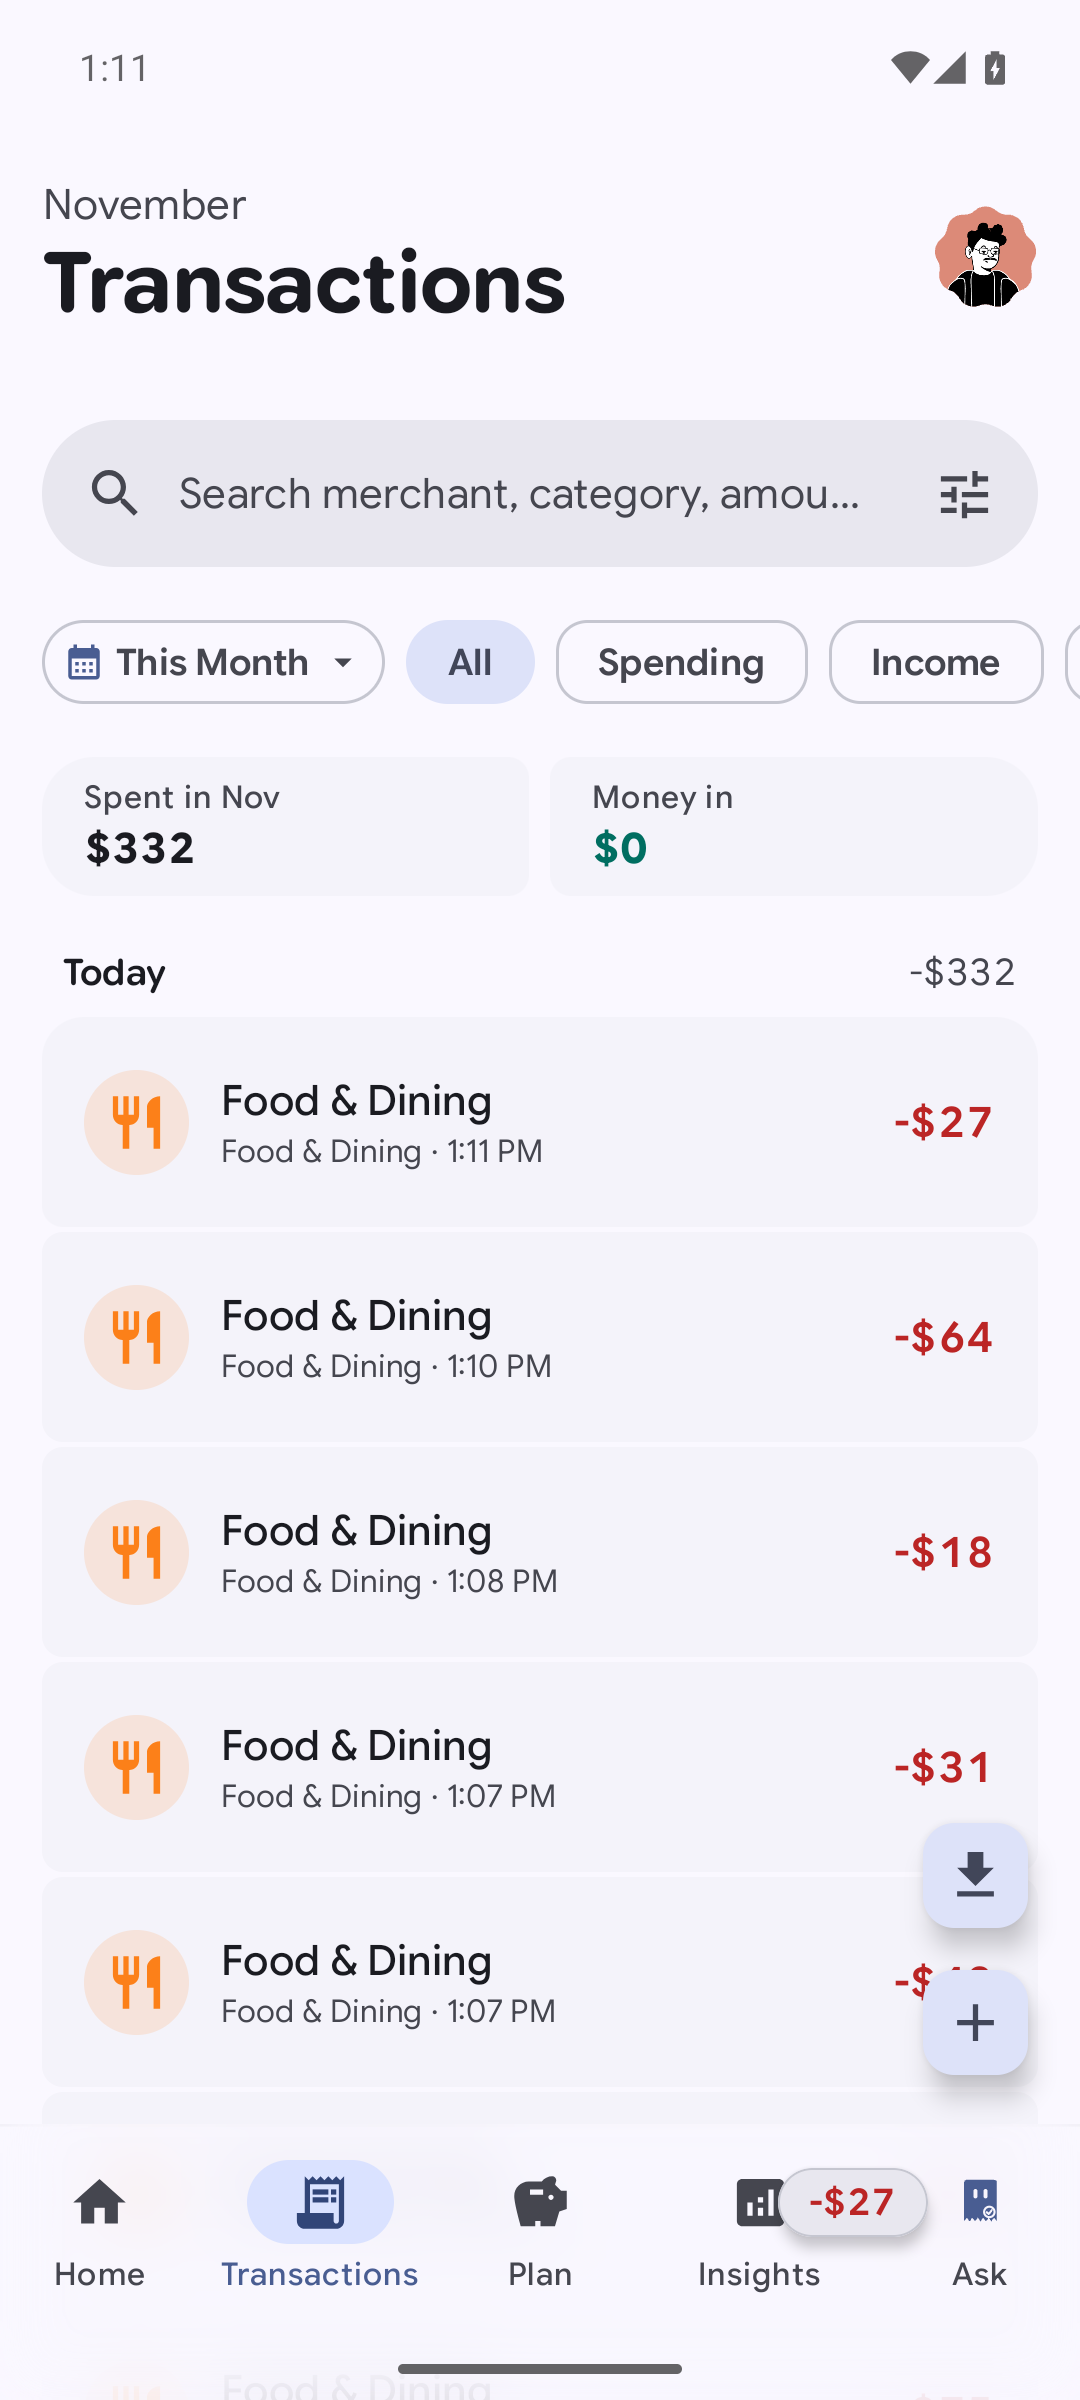 1:11
November
Transactions
Search merchant, category, amou...
This Month
All
Spending
Income
Spent in Nov
$332
Money in
$0
Today
-$332
Food & Dining
Food & Dining · 1:11 PM
-$27
Food & Dining
Food & Dining · 1:10 PM
-$64
Food & Dining
Food & Dining · 1:08 PM
-$18
Food & Dining
Food & Dining · 1:07 PM
-$31
Food & Dining
Food & Dining · 1:07 PM
-$27
Home
Transactions
Plan
Insights
Ask
Food & Dining